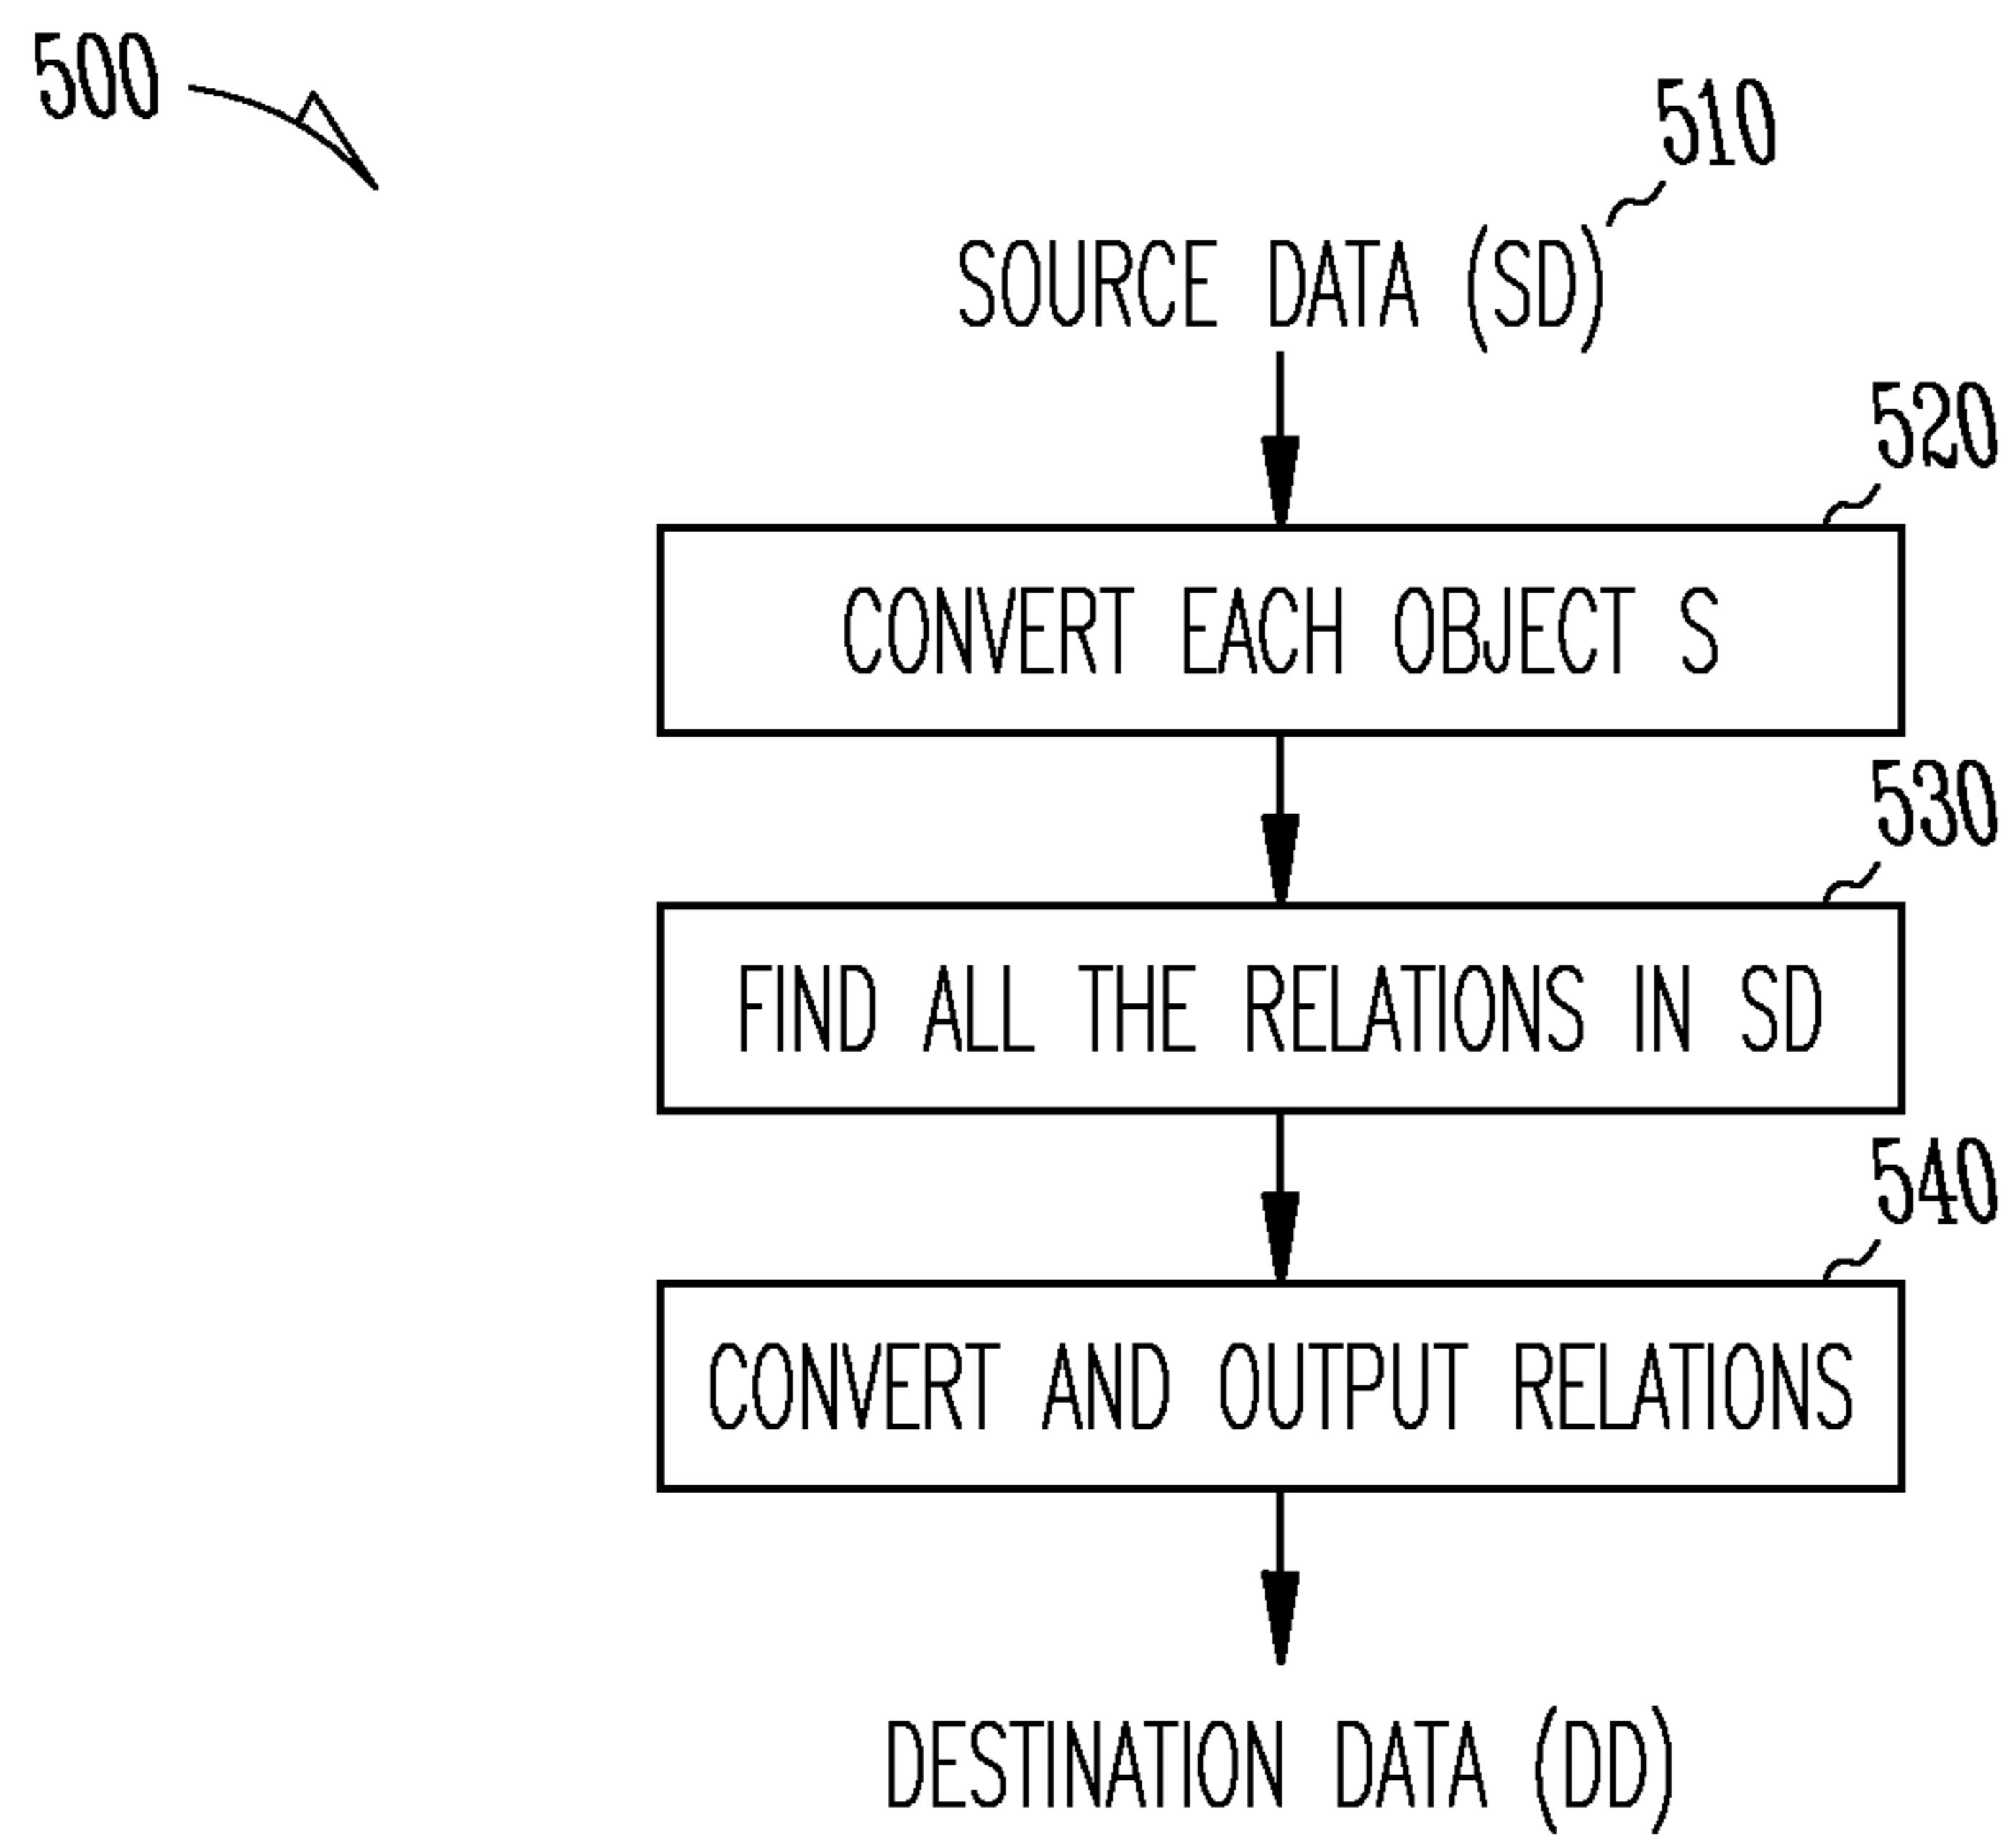 500
510
SOURCE DATA (SD)
520
CONVERT EACH OBJECT S
530
FIND ALL THE RELATIONS IN SD
540
CONVERT AND OUTPUT RELATIONS
DESTINATION DATA (DD)